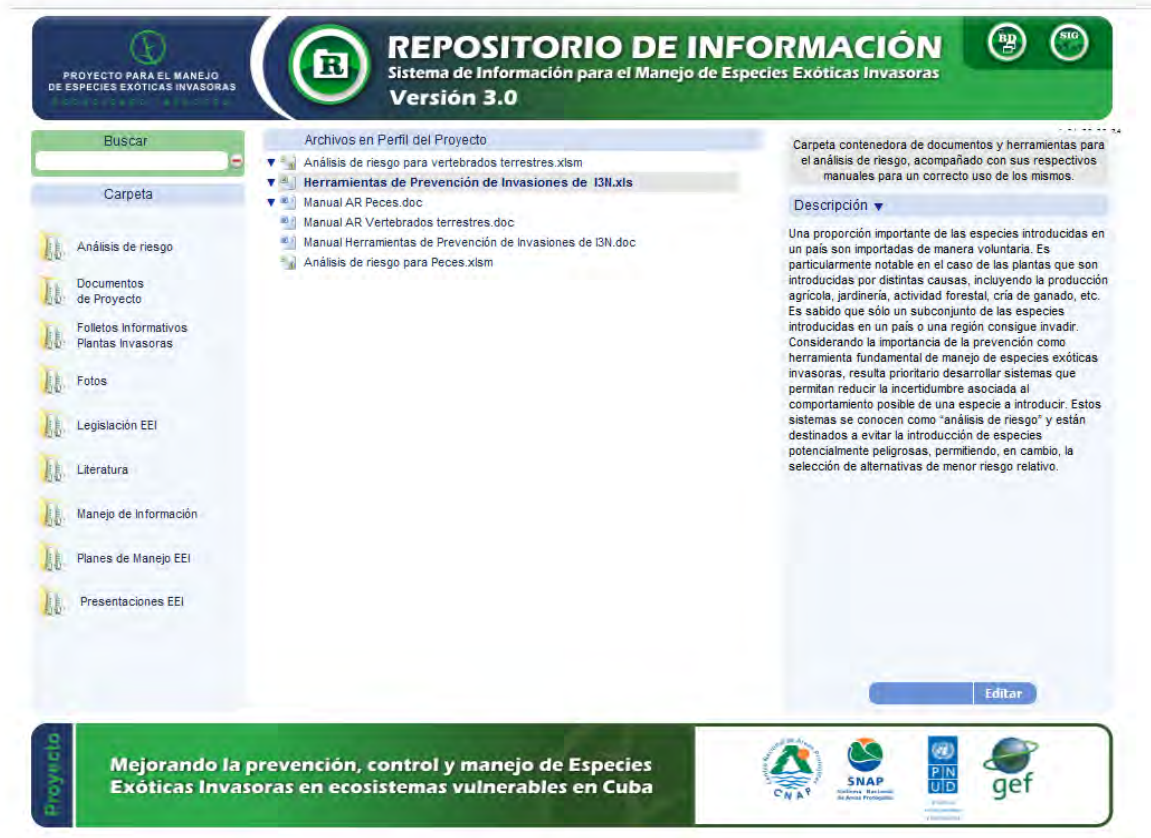 PROYECTO PARA EL MANEJO
DE ESPECIES EXÓTICAS INVASORAS
R
REPOSITORIO DE INFORMACIÓN
Sistema de Información para el Manejo de Especies Exóticas Invasoras
Versión 3.0
BD
SIG
Buscar
Carpeta
Análisis de riesgo
Documentos
de Proyecto
Folletos Informativos
Plantas Invasoras
Fotos
Legislación EEI
Literatura
Manejo de Información
Planes de Manejo EEI
Presentaciones EEI
Archivos en Perfil del Proyecto
Análisis de riesgo para vertebrados terrestres.xlsm
Herramientas de Prevención de Invasiones de I3N.xls
Manual AR Peces.doc
Manual AR Vertebrados terrestres.doc
Manual Herramientas de Prevención de Invasiones de I3N.doc
Análisis de riesgo para Peces.xlsm
Carpeta contenedora de documentos y herramientas para
el análisis de riesgo, acompañado con sus respectivos
manuales para un correcto uso de los mismos.
Descripción
Una proporción importante de las especies introducidas en
un país son importadas de manera voluntaria. Es
particularmente notable en el caso de las plantas que son
introducidas por distintas causas, incluyendo la producción
agrícola, jardinería, actividad forestal, cría de ganado, etc.
Es sabido que sólo un subconjunto de las especies
introducidas en un país o una región consigue invadir.
Considerando la importancia de la prevención como
herramienta fundamental de manejo de especies exóticas
invasoras, resulta prioritario desarrollar sistemas que
permitan reducir la incertidumbre asociada al
comportamiento posible de una especie a introducir. Estos
sistemas se conocen como “análisis de riesgo” y están
destinados a evitar la introducción de especies
potencialmente peligrosas, permitiendo, en cambio, la
selección de alternativas de menor riesgo relativo.
Editar
Proyecto
Mejorando la prevención, control y manejo de Especies
Exóticas Invasoras en ecosistemas vulnerables en Cuba
Centro Nacional de Areas Protegidas
CNAP
SNAP
Sistema Nacional
de Areas Protegidas
PN
UD
gef